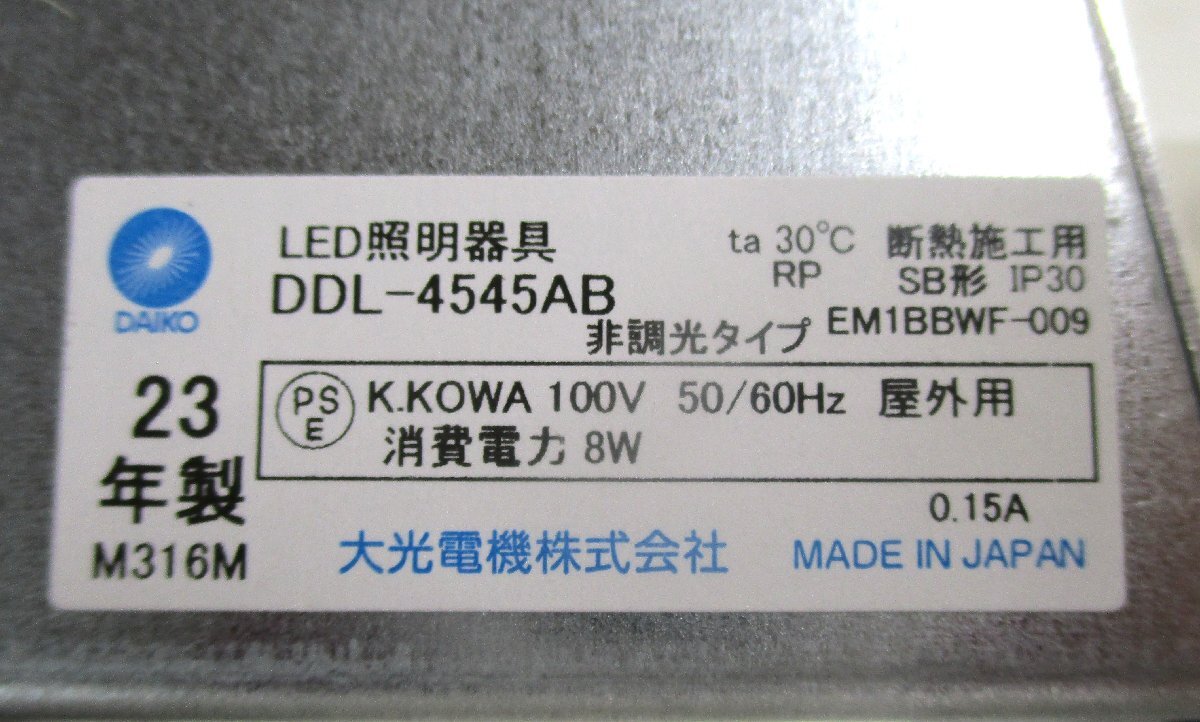 DAIKO
LED照明器具
DDL-4545AB
非調光タイプ
ta 30℃ 断熱施工用
RP SB形 IP30
EM1BBWF-009
23
年製
M316M
PSE K.KOWA 100V 50/60Hz 屋外用
消費電力 8W
0.15A
大光電機株式会社 MADE IN JAPAN